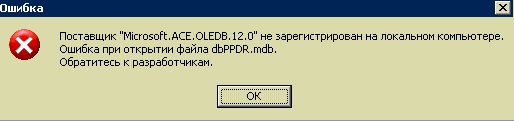 Ошибка
Поставщик "Microsoft.ACE.OLEDB.12.0" не зарегистрирован на локальном компьютере.
Ошибка при открытии файла dbPPDR.mdb.
Обратитесь к разработчикам.
OK